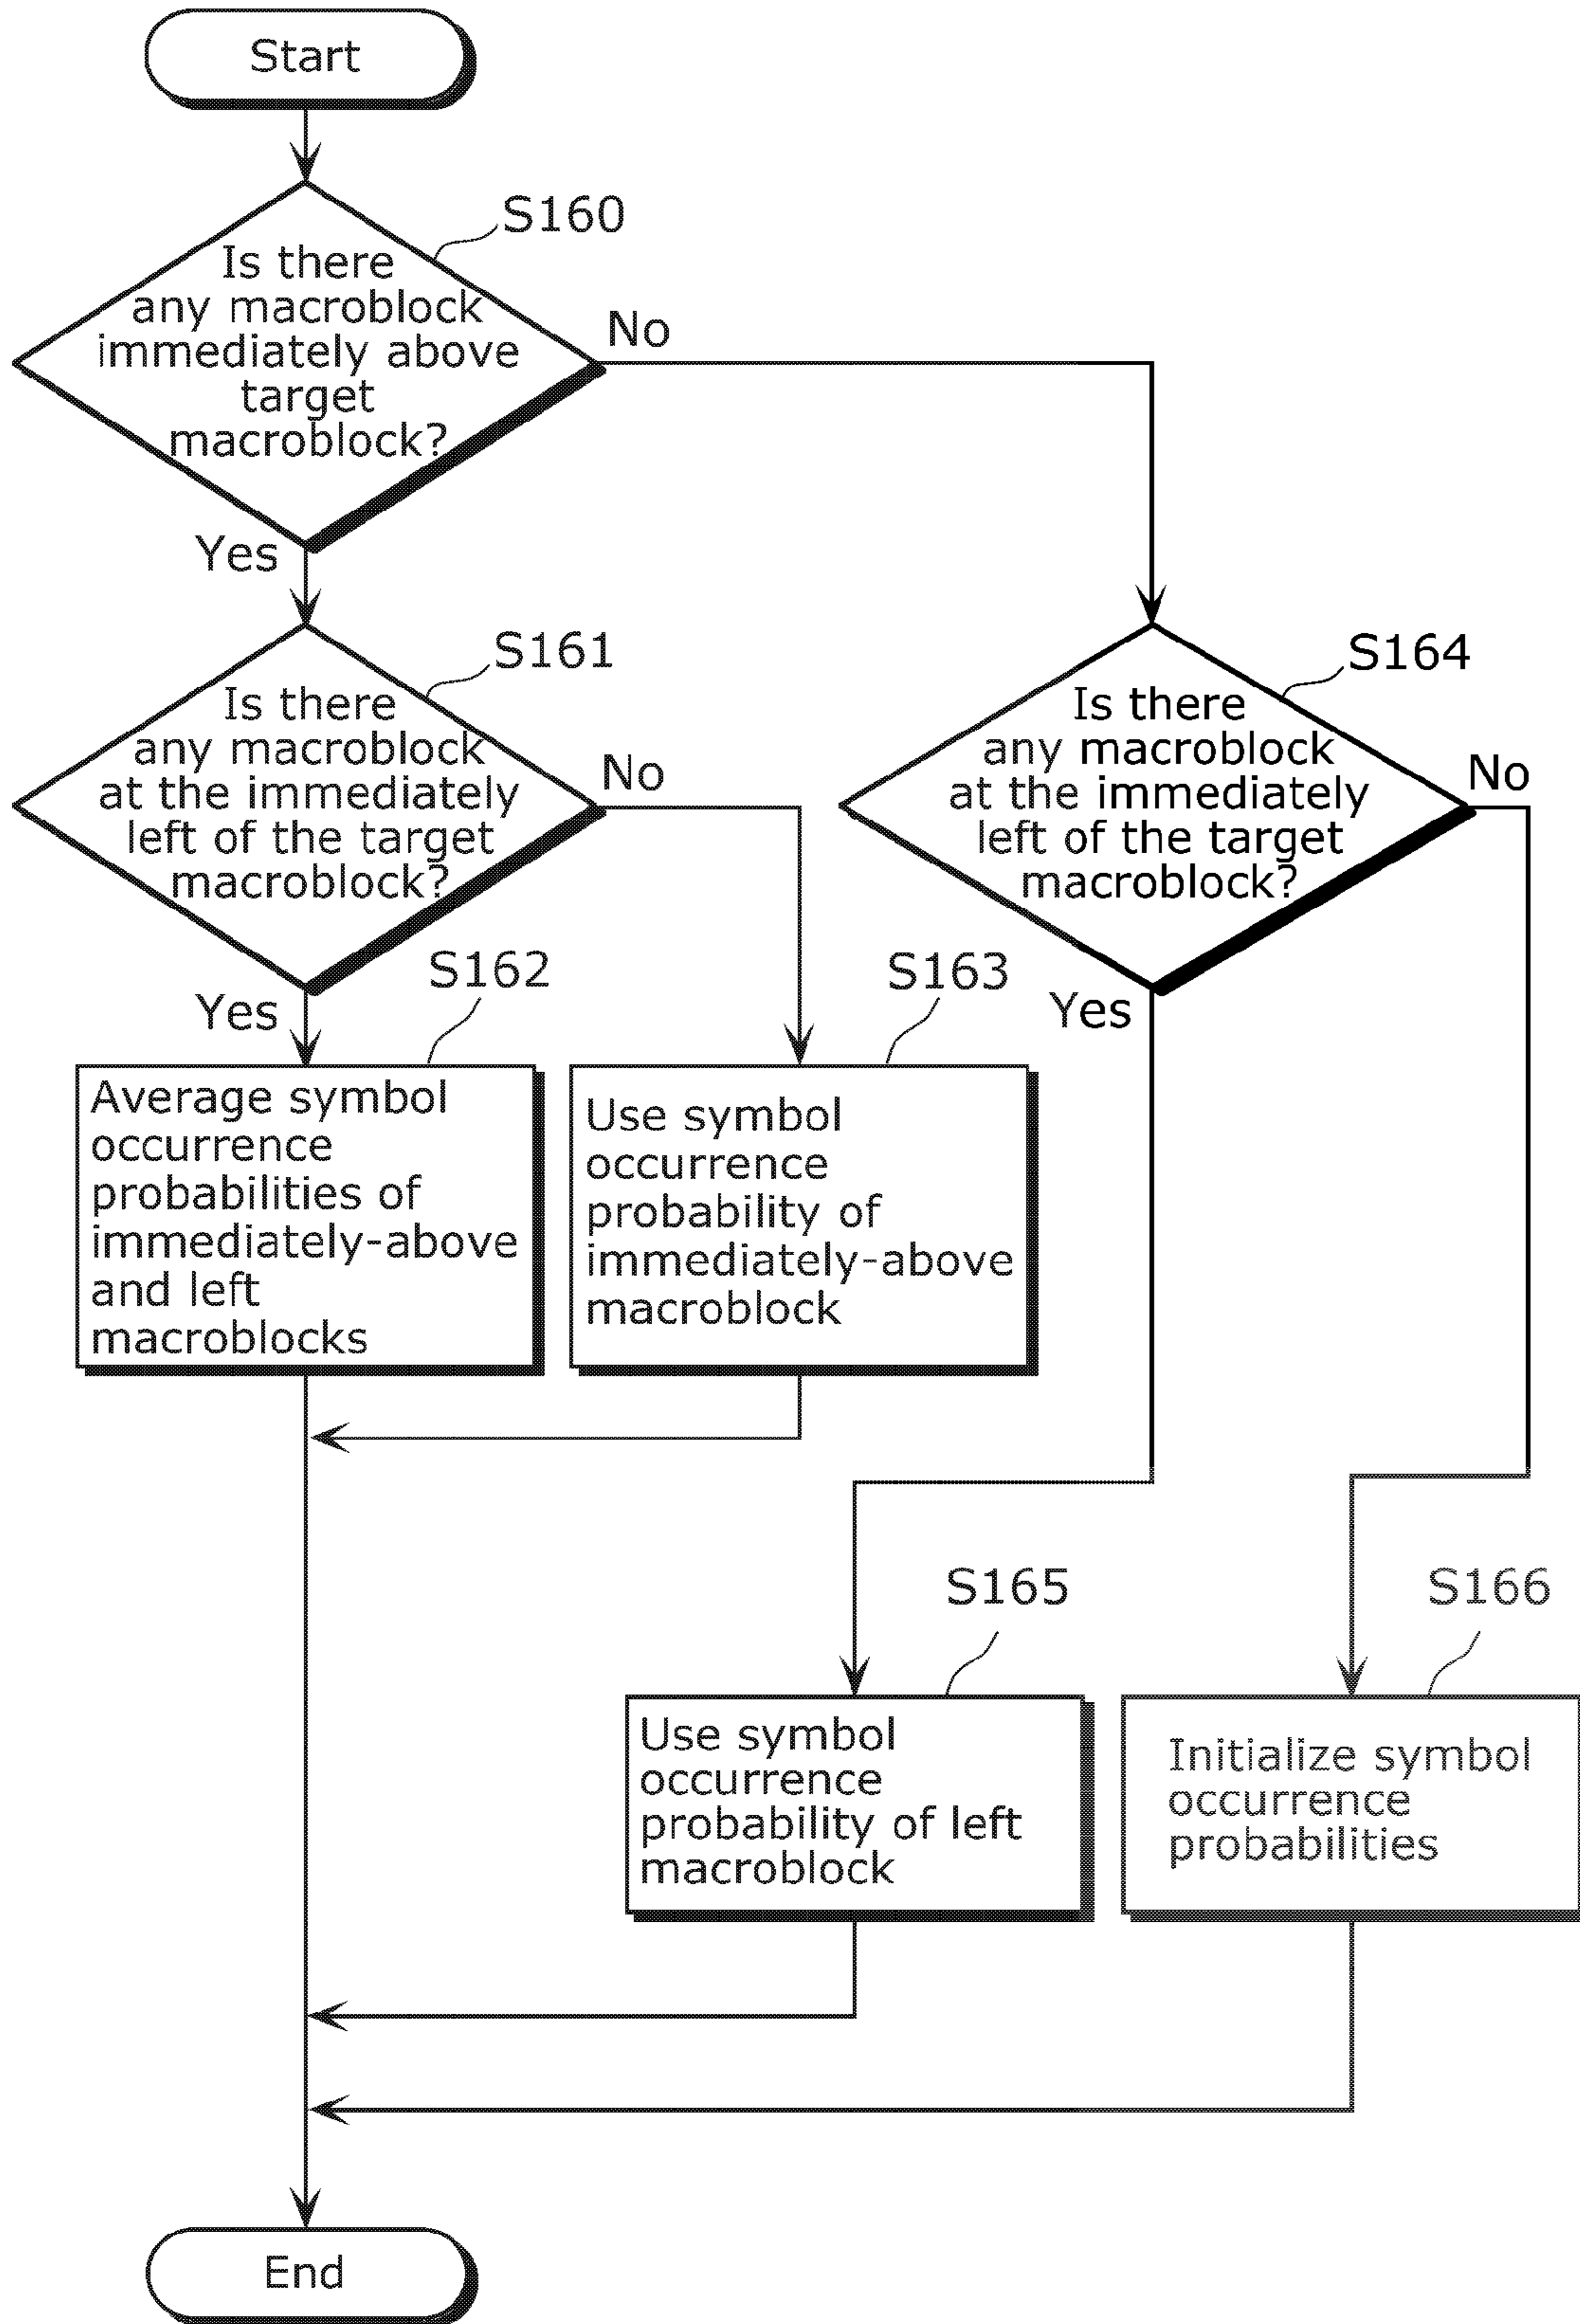 Start
S160
Is there
any macroblock
immediately above
target
macroblock?
No
Yes
S161
Is there
any macroblock
at the immediately
left of the target
macroblock?
No
S164
Is there
any macroblock
at the immediately
left of the target
macroblock?
No
Yes
S162
S163
Yes
Average symbol
occurrence
probabilities of
immediately-above
and left
macroblocks
Use symbol
occurrence
probability of
immediately-above
macroblock
S165
S166
Use symbol
occurrence
probability of left
macroblock
Initialize symbol
occurrence
probabilities
End